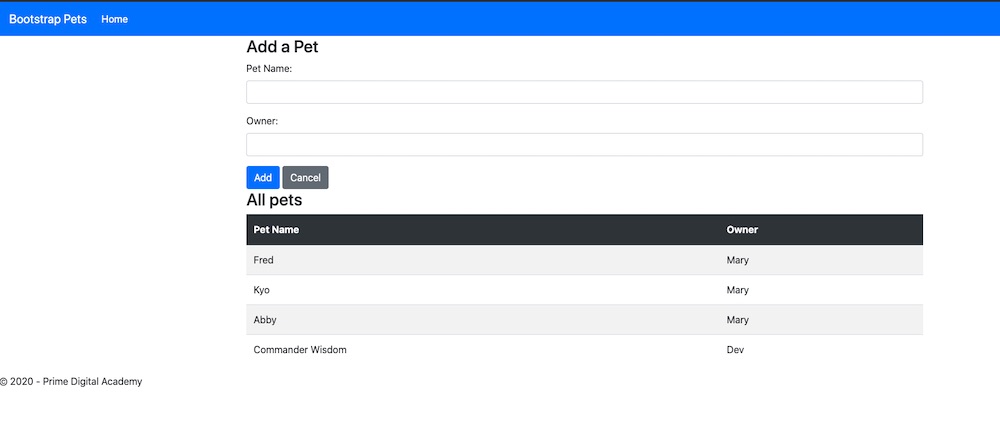 Bootstrap Pets Home
Add a Pet
Pet Name:
Owner:
Add Cancel
All pets
Pet Name Owner
Fred Mary
Kyo Mary
Abby Mary
Commander Wisdom Dev
© 2020 - Prime Digital Academy